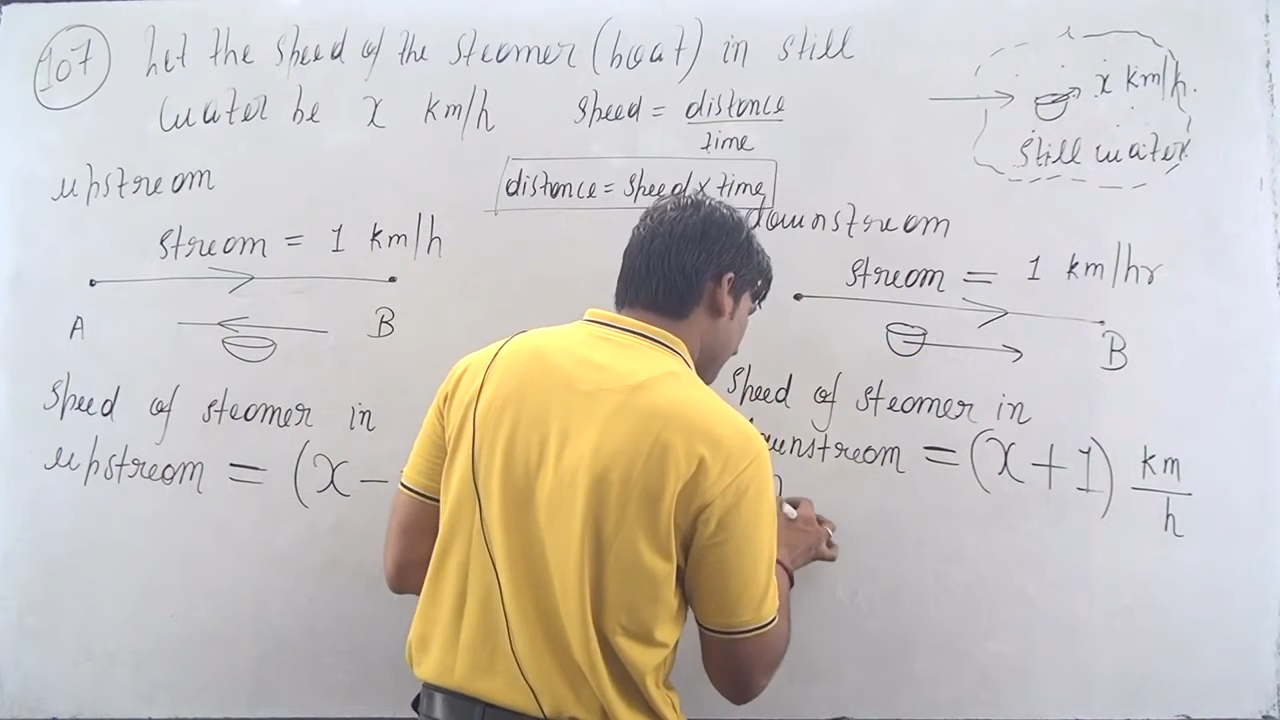 107 Let the speed of the steamer (boat) in still
water be x km/h
speed = distance/time
distance = speed × time
x km/h.
still water
upstream
stream = 1 km/h
A B
speed of steamer in
upstream = (x -
downstream
stream = 1 km/hr
B
speed of steamer in
downstream = (x+1) km/h